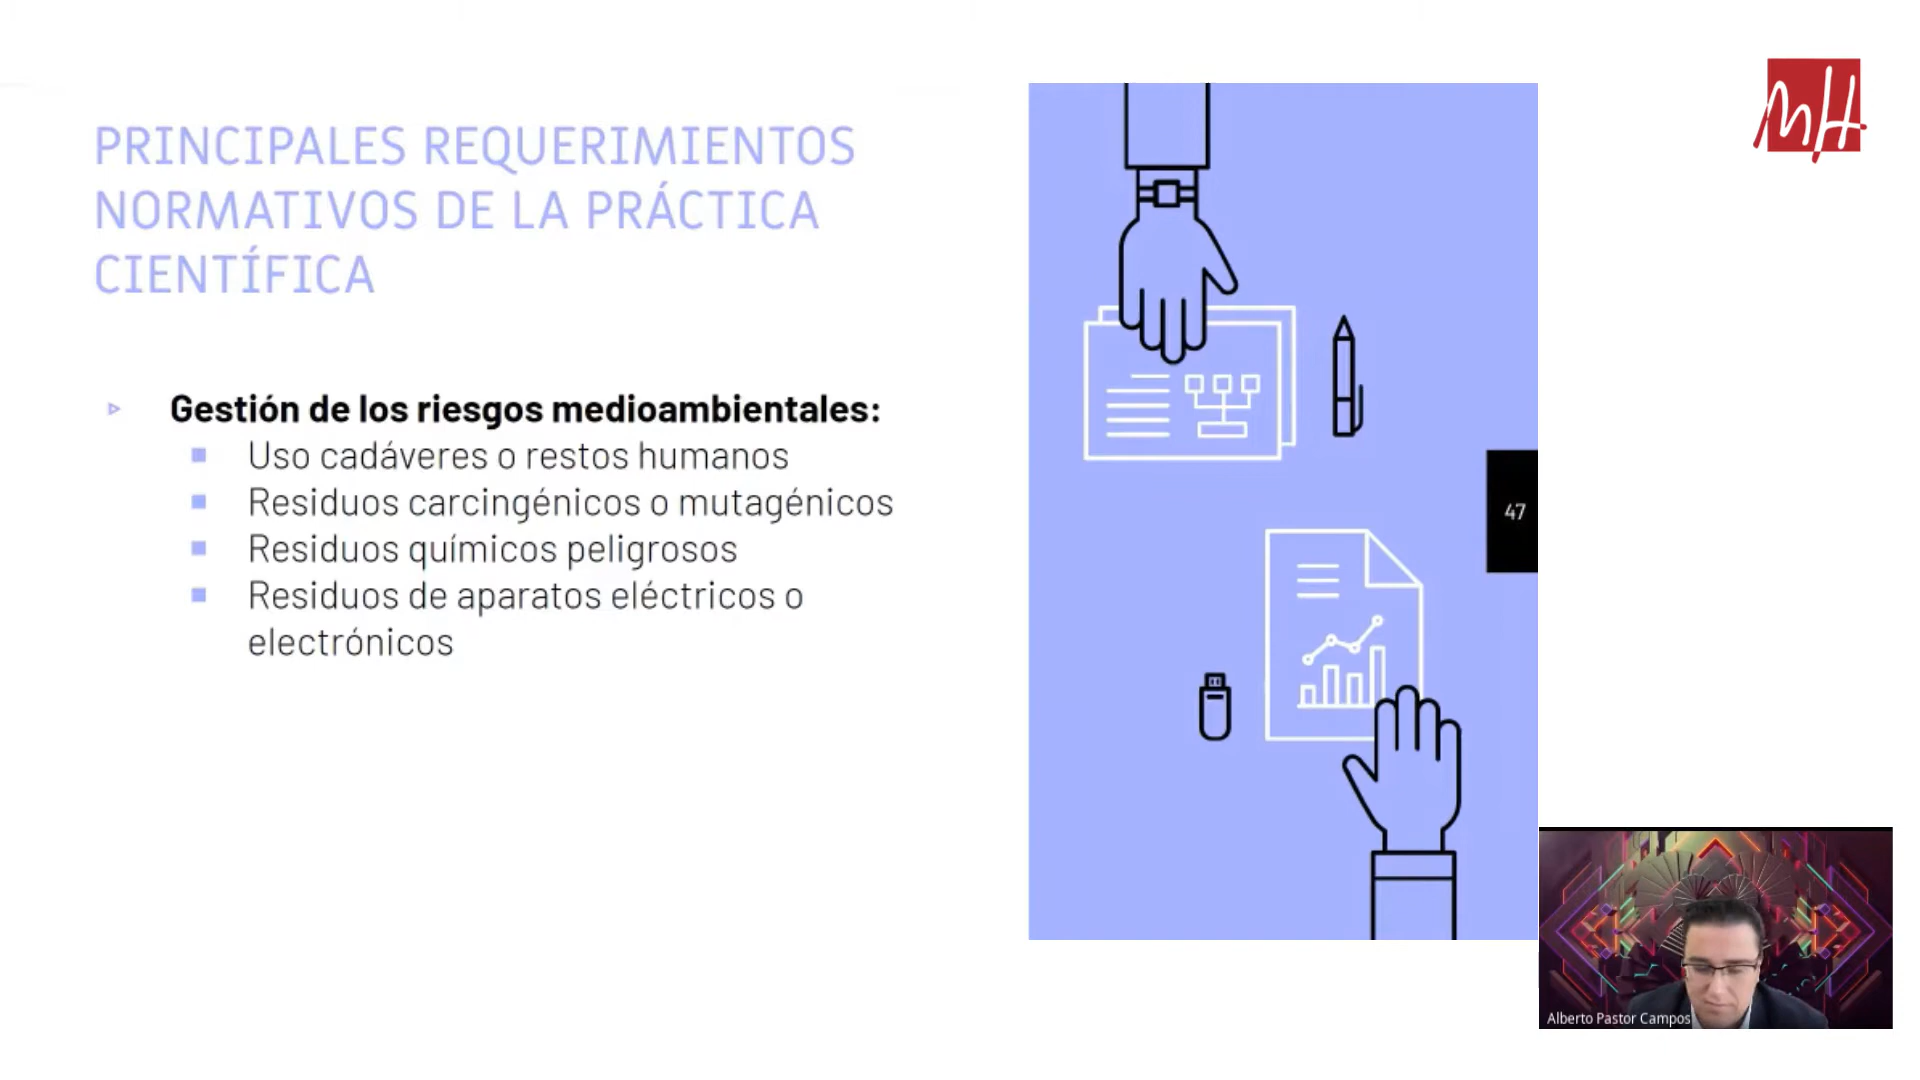 PRINCIPALES REQUERIMIENTOS
NORMATIVOS DE LA PRÁCTICA
CIENTÍFICA
Gestión de los riesgos medioambientales:
Uso cadáveres o restos humanos
Residuos carcingénicos o mutagénicos
Residuos químicos peligrosos
Residuos de aparatos eléctricos o
electrónicos
47
MH
Alberto Pastor Campos